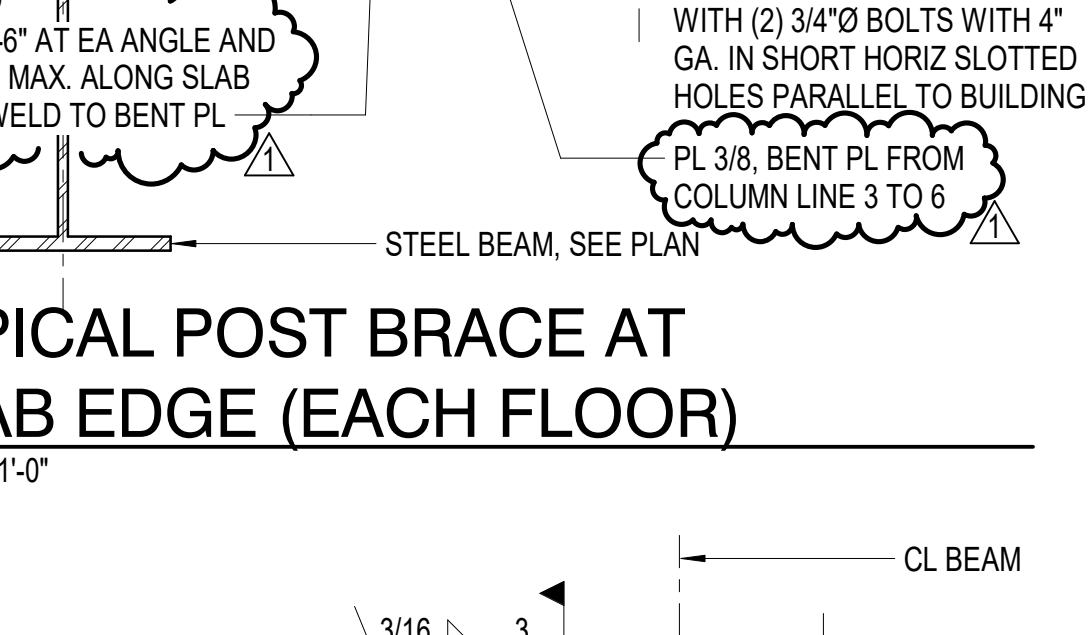 -6" AT EA ANGLE AND
MAX. ALONG SLAB
WELD TO BENT PL
1
WITH (2) 3/4"Ø BOLTS WITH 4"
GA. IN SHORT HORIZ SLOTTED
HOLES PARALLEL TO BUILDING
PL 3/8, BENT PL FROM
COLUMN LINE 3 TO 6
1
STEEL BEAM, SEE PLAN
PICAL POST BRACE AT
AB EDGE (EACH FLOOR)
1'-0"
CL BEAM
3/16 3